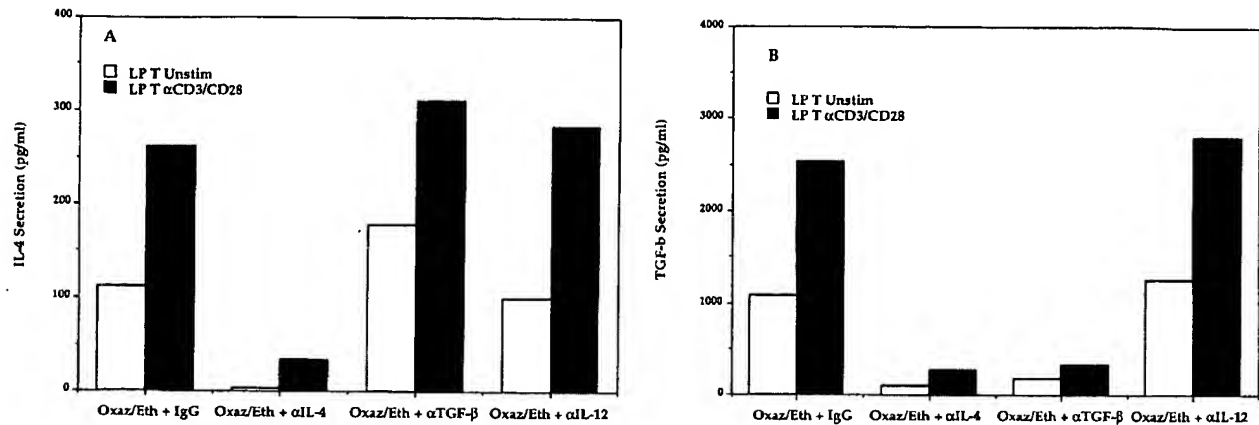 A
LP T Unstim
LP T αCD3/CD28
IL-4 Secretion (pg/ml)
400
300
200
100
0
Oxaz/Eth + IgG
Oxaz/Eth + αIL-4
Oxaz/Eth + αTGF-β
Oxaz/Eth + αIL-12
B
LP T Unstim
LP T αCD3/CD28
TGF-b Secretion (pg/ml)
4000
3000
2000
1000
0
Oxaz/Eth + IgG
Oxaz/Eth + αIL-4
Oxaz/Eth + αTGF-β
Oxaz/Eth + αIL-12